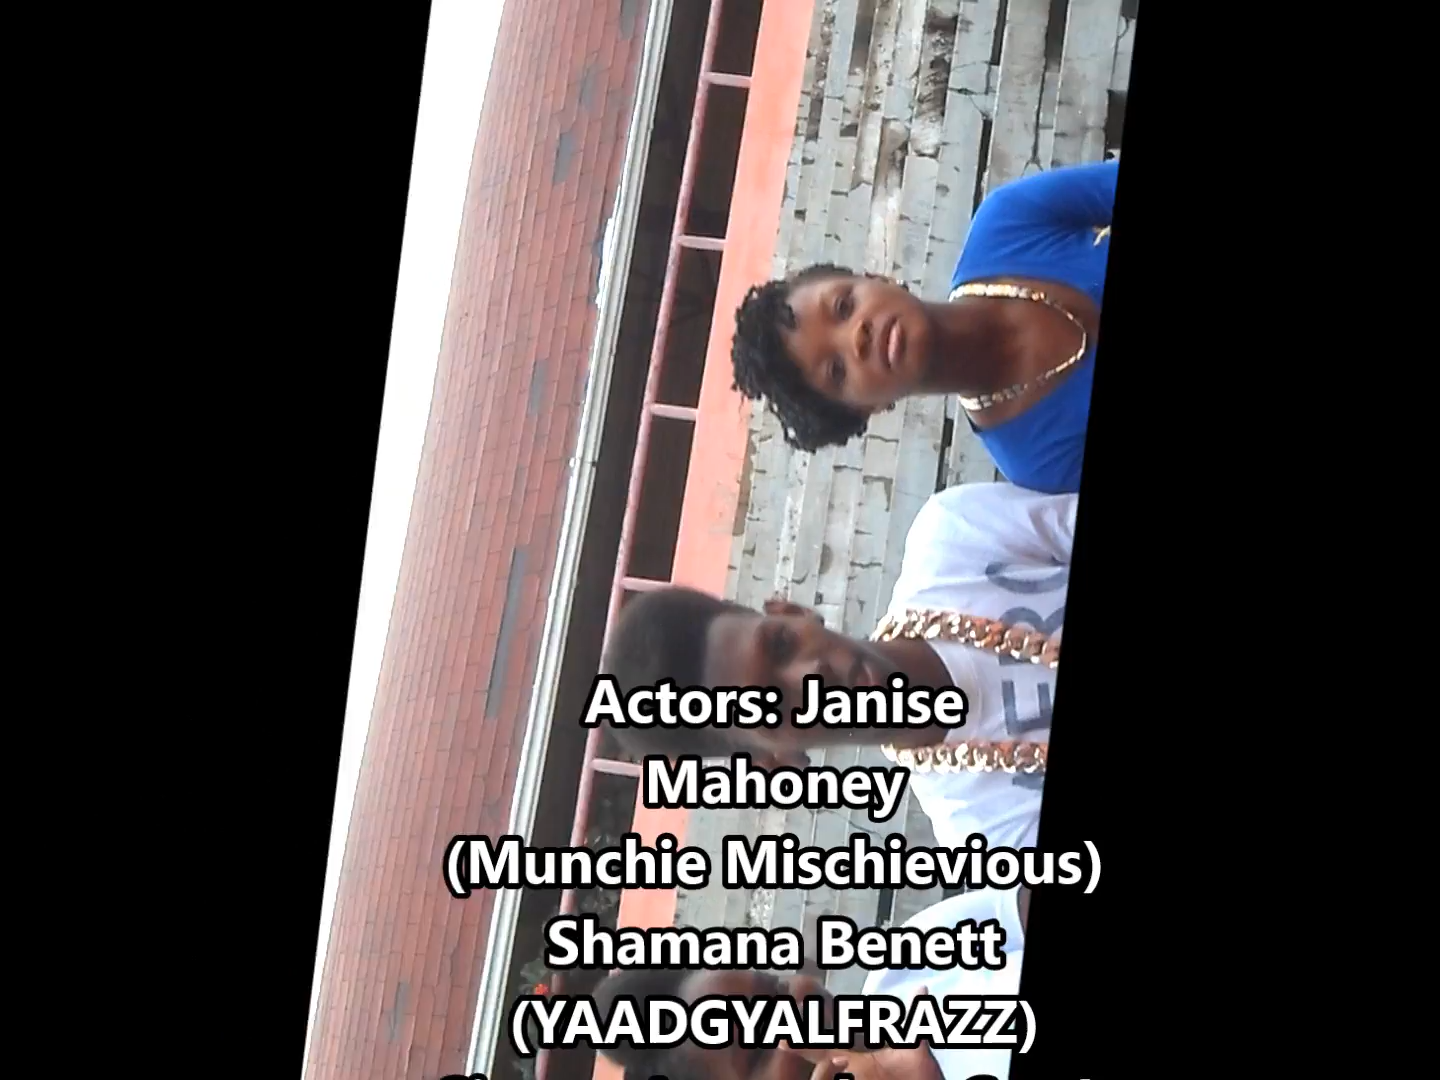 Actors: Janise
Mahoney
(Munchie Mischievious)
Shamana Benett
(YAADGYALFRAZZ)